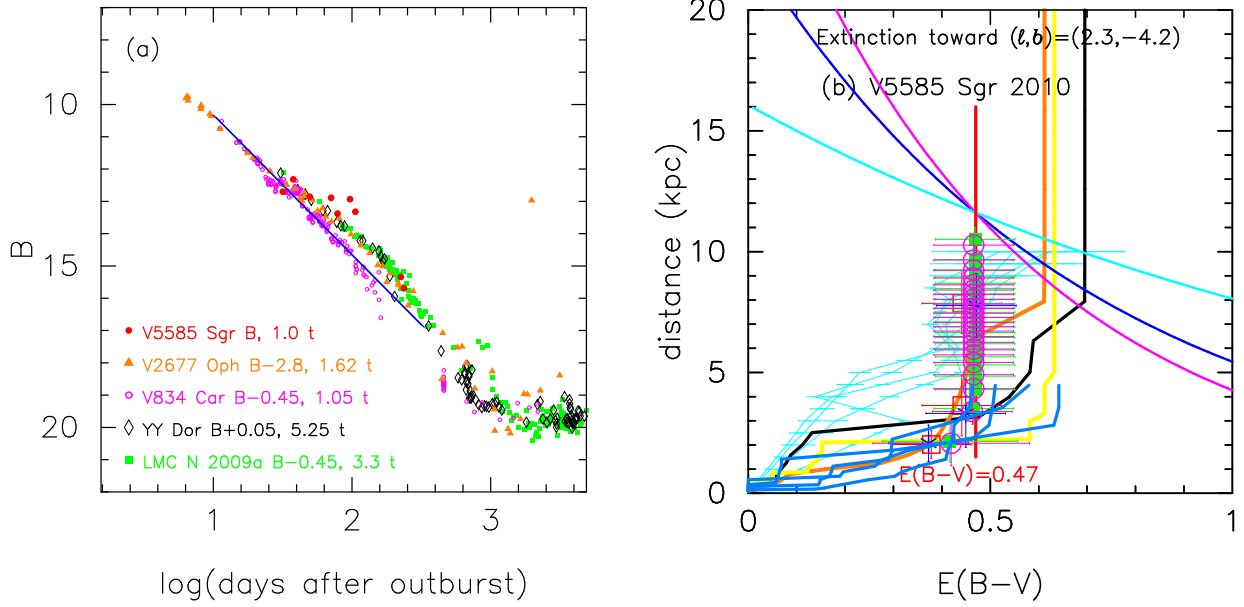 (a)
10
15
20
B
V5585 Sgr B, 1.0 t
V2677 Oph B−2.8, 1.62 t
V834 Car B−0.45, 1.05 t
YY Dor B+0.05, 5.25 t
LMC N 2009a B−0.45, 3.3 t
1 2 3
log(days after outburst)
20
15
10
5
0
distance (kpc)
Extinction toward (ℓ,b)=(2.3,−4.2)
(b) V5585 Sgr 2010
E(B−V)=0.47
0 0.5 1
E(B−V)